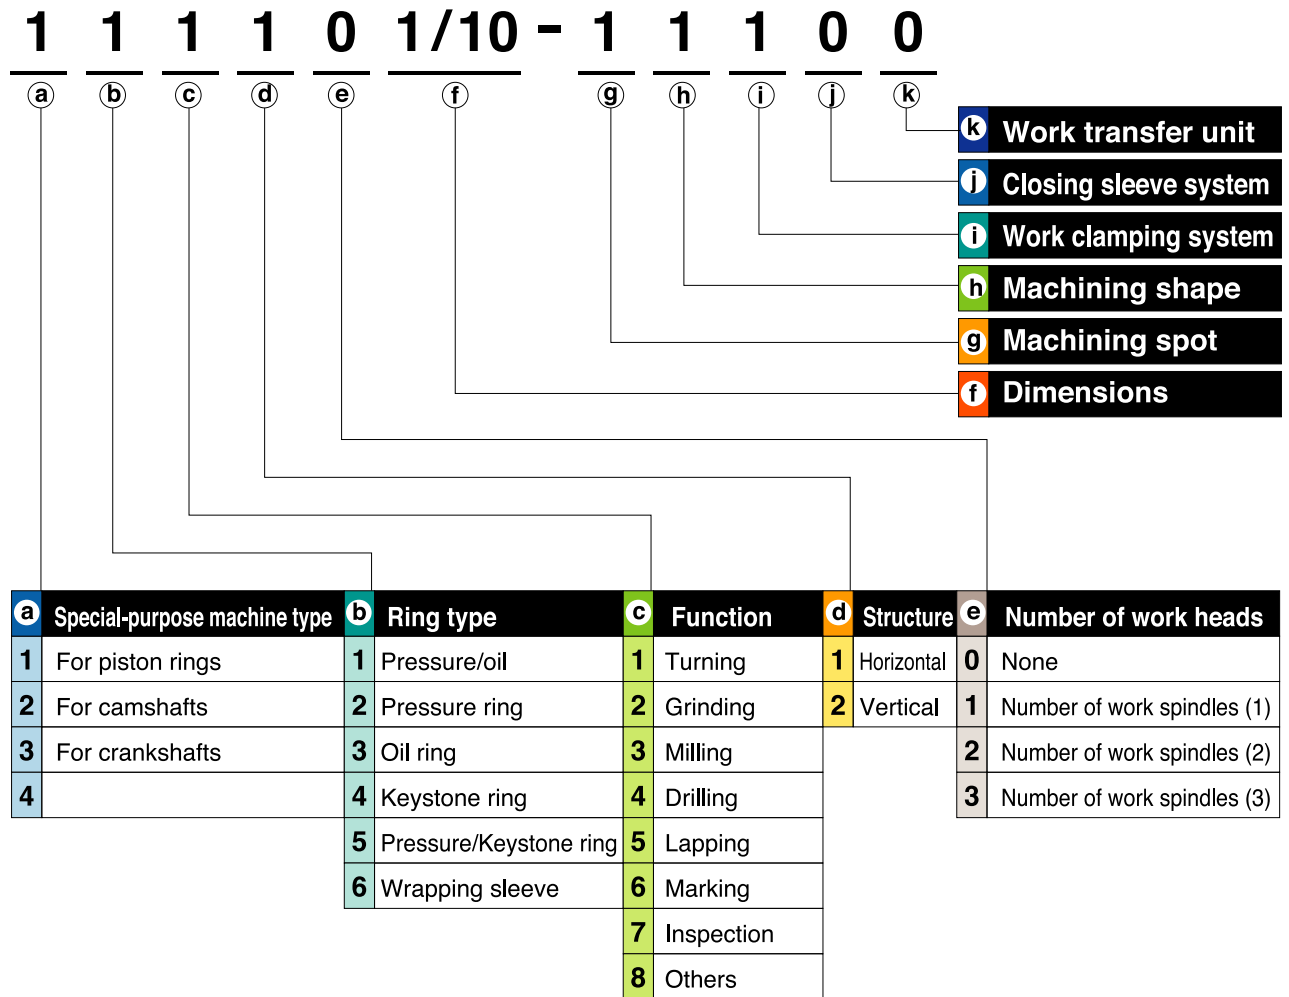 1 1 1 1 0 1/10 - 1 1 1 0 0
a b c d e f g h i j k
k Work transfer unit
j Closing sleeve system
i Work clamping system
h Machining shape
g Machining spot
f Dimensions
a Special-purpose machine type b Ring type c Function d Structure e Number of work heads
1 For piston rings 1 Pressure/oil 1 Turning 1 Horizontal 0 None
2 For camshafts 2 Pressure ring 2 Grinding 2 Vertical 1 Number of work spindles (1)
3 For crankshafts 3 Oil ring 3 Milling 2 Number of work spindles (2)
4 4 Keystone ring 4 Drilling 3 Number of work spindles (3)
5 Pressure/Keystone ring 5 Lapping
6 Wrapping sleeve 6 Marking
7 Inspection
8 Others